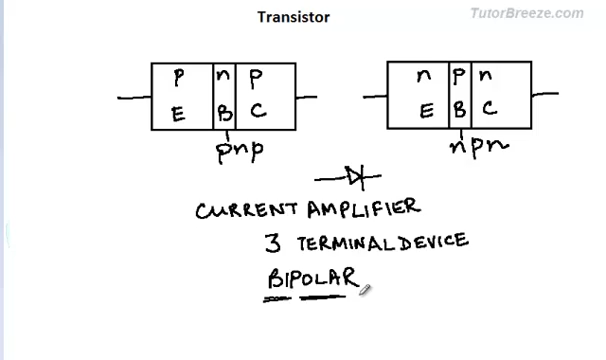 TutorBreeze.com
Transistor
p n p n p n
E B C E B C
pnp npn
CURRENT AMPLIFIER
3 TERMINAL DEVICE
BIPOLAR